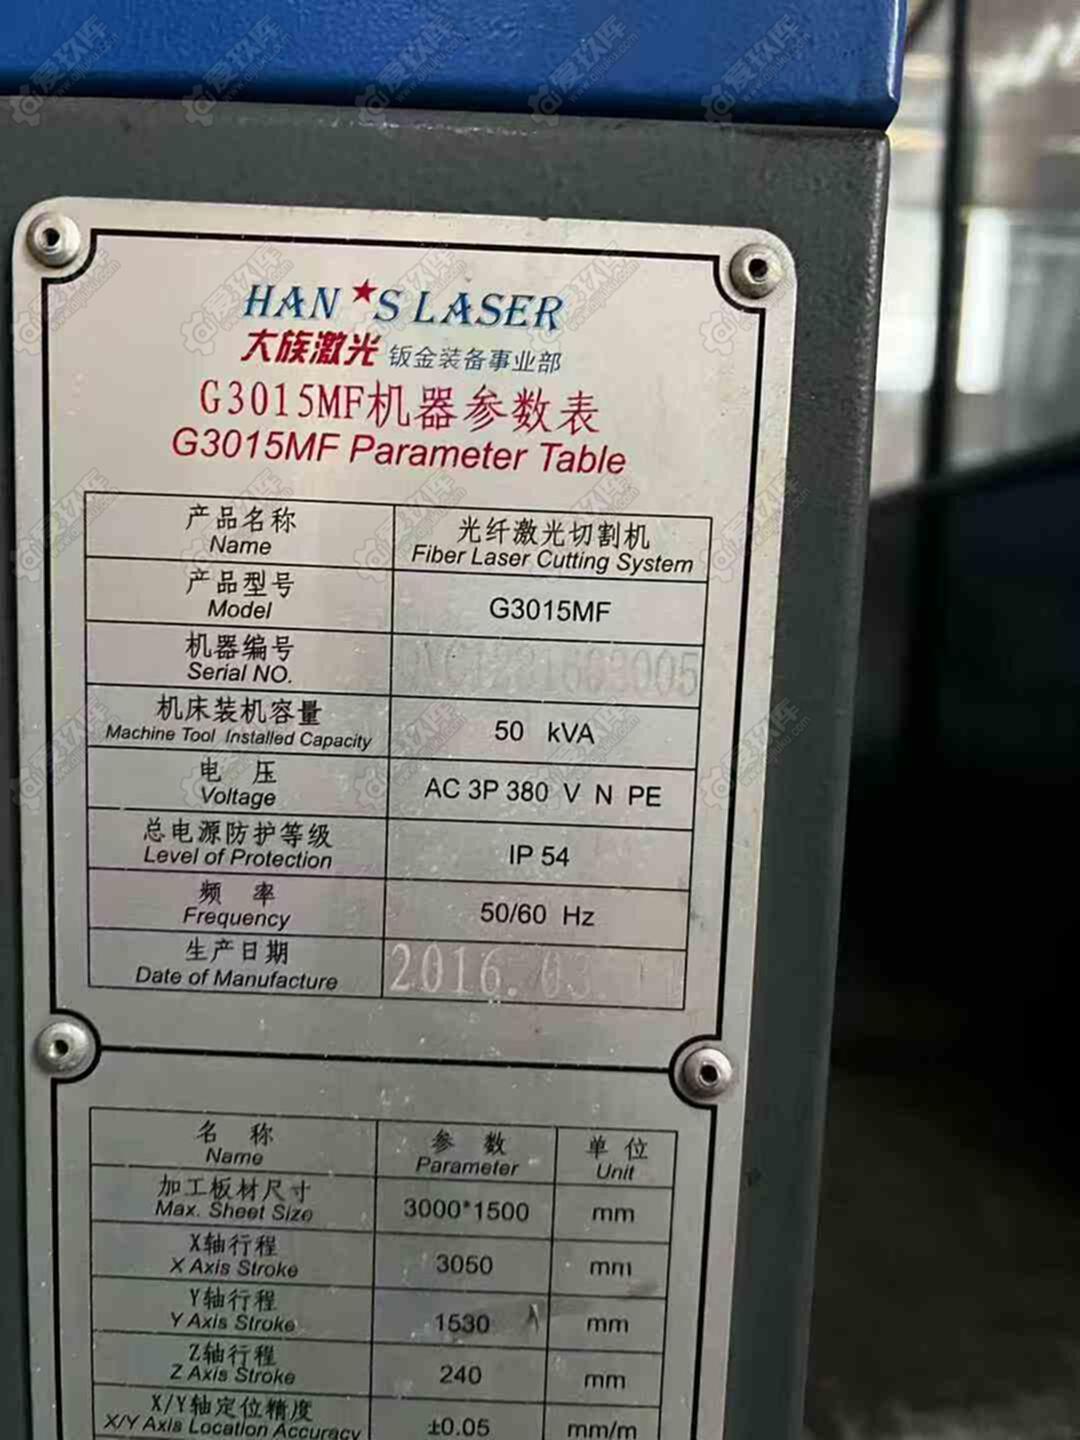 HAN★S LASER
大族激光 钣金装备事业部
G3015MF机器参数表
G3015MF Parameter Table
产品名称 光纤激光切割机
Name Fiber Laser Cutting System
产品型号
Model G3015MF
机器编号
Serial NO.
机床装机容量
Machine Tool Installed Capacity 50 kVA
电 压
Voltage AC 3P 380 V N PE
总电源防护等级
Level of Protection IP 54
频 率
Frequency 50/60 Hz
生产日期
Date of Manufacture 2016.03.
名 称 参 数 单 位
Name Parameter Unit
加工板材尺寸
Max. Sheet Size 3000*1500 mm
X轴行程
X Axis Stroke 3050 mm
Y轴行程
Y Axis Stroke 1530 mm
Z轴行程
Z Axis Stroke 240 mm
X/Y轴定位精度
X/Y Axis Location Accuracy ±0.05 mm/m